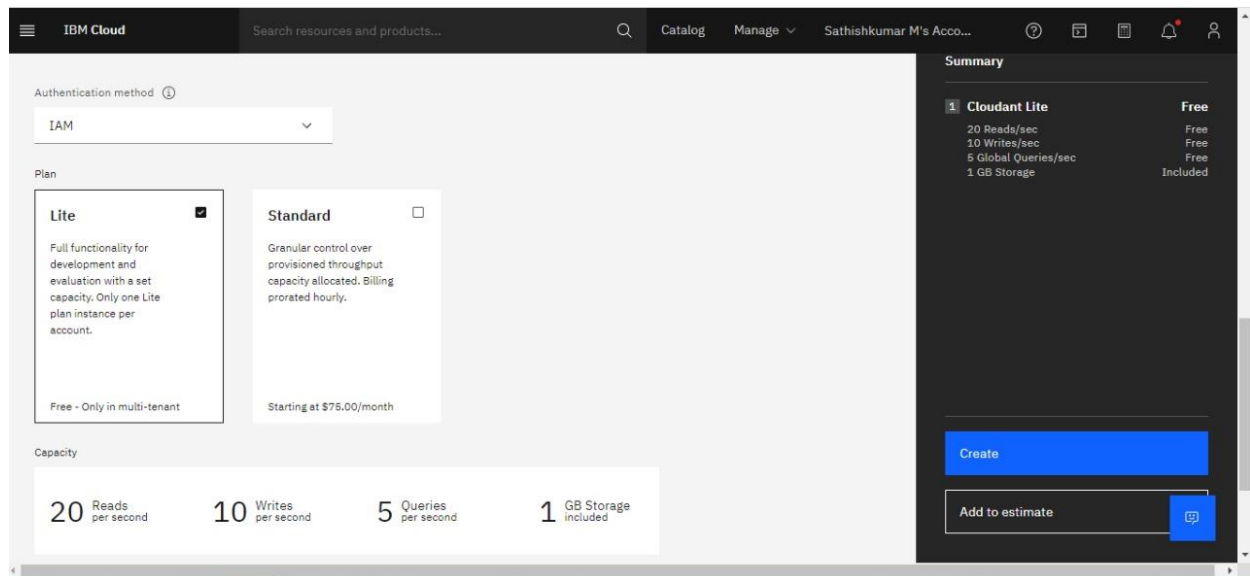 IBM Cloud
Search resources and products...
Catalog
Manage
Sathishkumar M's Acco...
Authentication method
IAM
Plan
Lite
Full functionality for
development and
evaluation with a set
capacity. Only one Lite
plan instance per
account.
Free - Only in multi-tenant
Standard
Granular control over
provisioned throughput
capacity allocated. Billing
prorated hourly.
Starting at $75.00/month
Capacity
20 Reads per second
10 Writes per second
5 Queries per second
1 GB Storage included
Summary
1 Cloudant Lite Free
20 Reads/sec Free
10 Writes/sec Free
5 Global Queries/sec Free
1 GB Storage Included
Create
Add to estimate